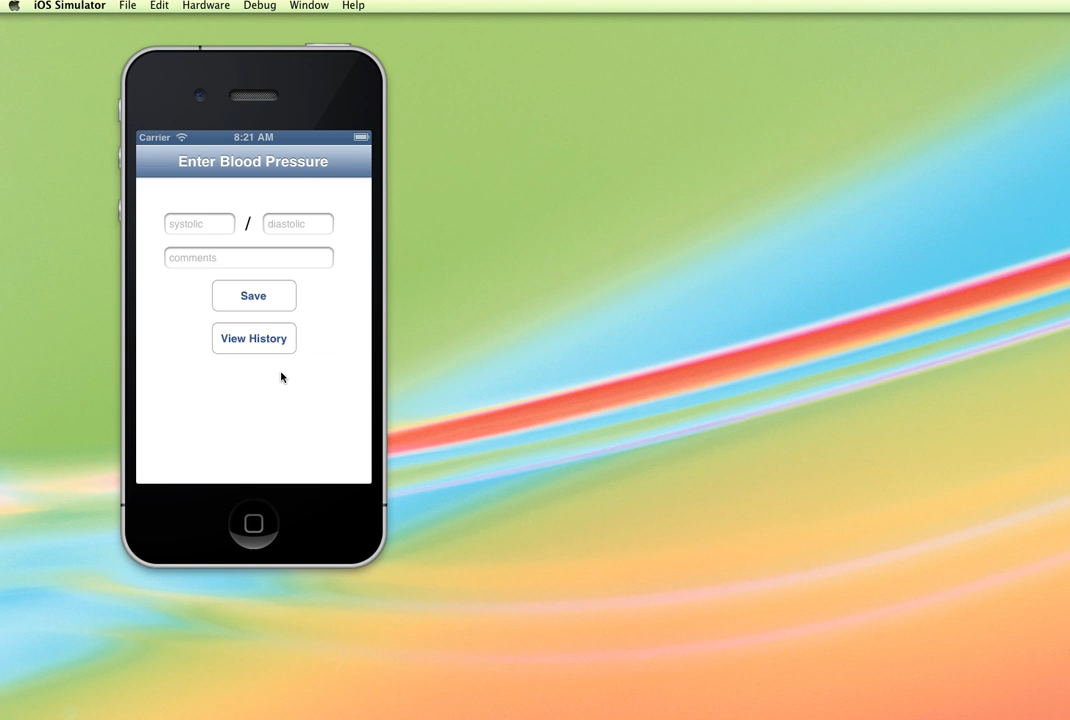 iOS Simulator File Edit Hardware Debug Window Help
Carrier 8:21 AM
Enter Blood Pressure
systolic / diastolic
comments
Save
View History